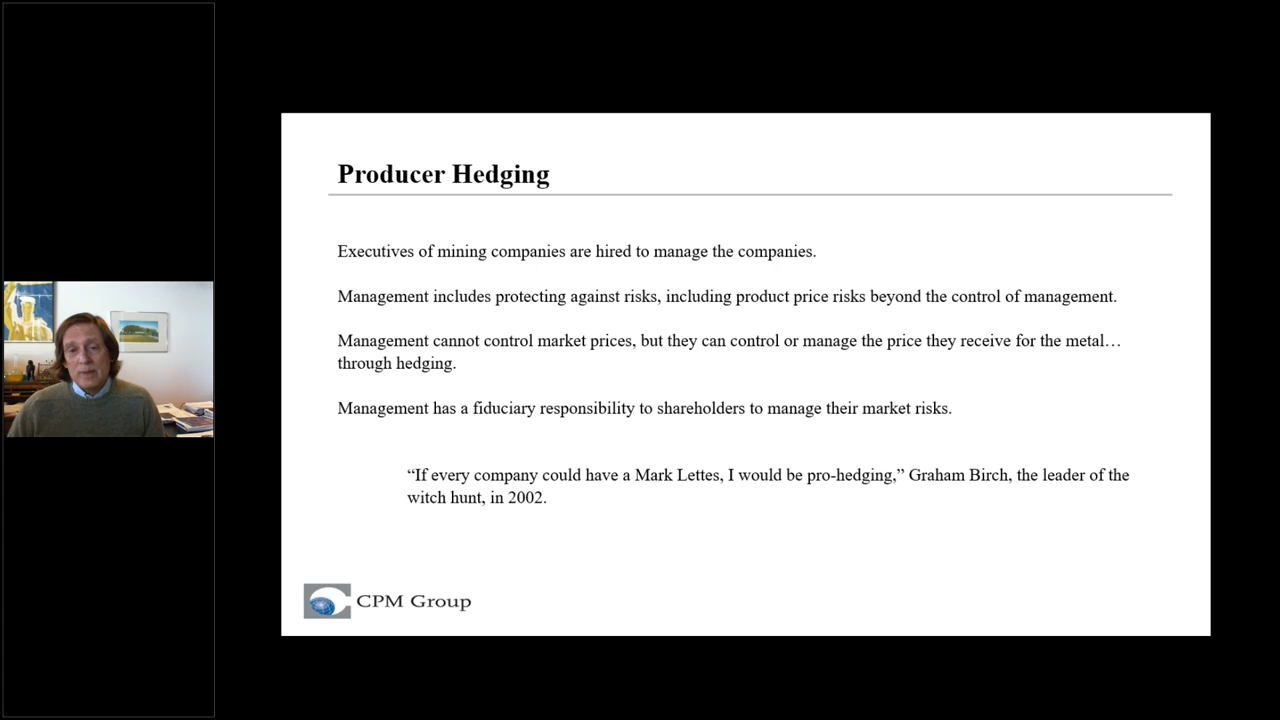 Producer Hedging
Executives of mining companies are hired to manage the companies.
Management includes protecting against risks, including product price risks beyond the control of management.
Management cannot control market prices, but they can control or manage the price they receive for the metal…
through hedging.
Management has a fiduciary responsibility to shareholders to manage their market risks.
“If every company could have a Mark Lettes, I would be pro-hedging,” Graham Birch, the leader of the
witch hunt, in 2002.
CPM Group